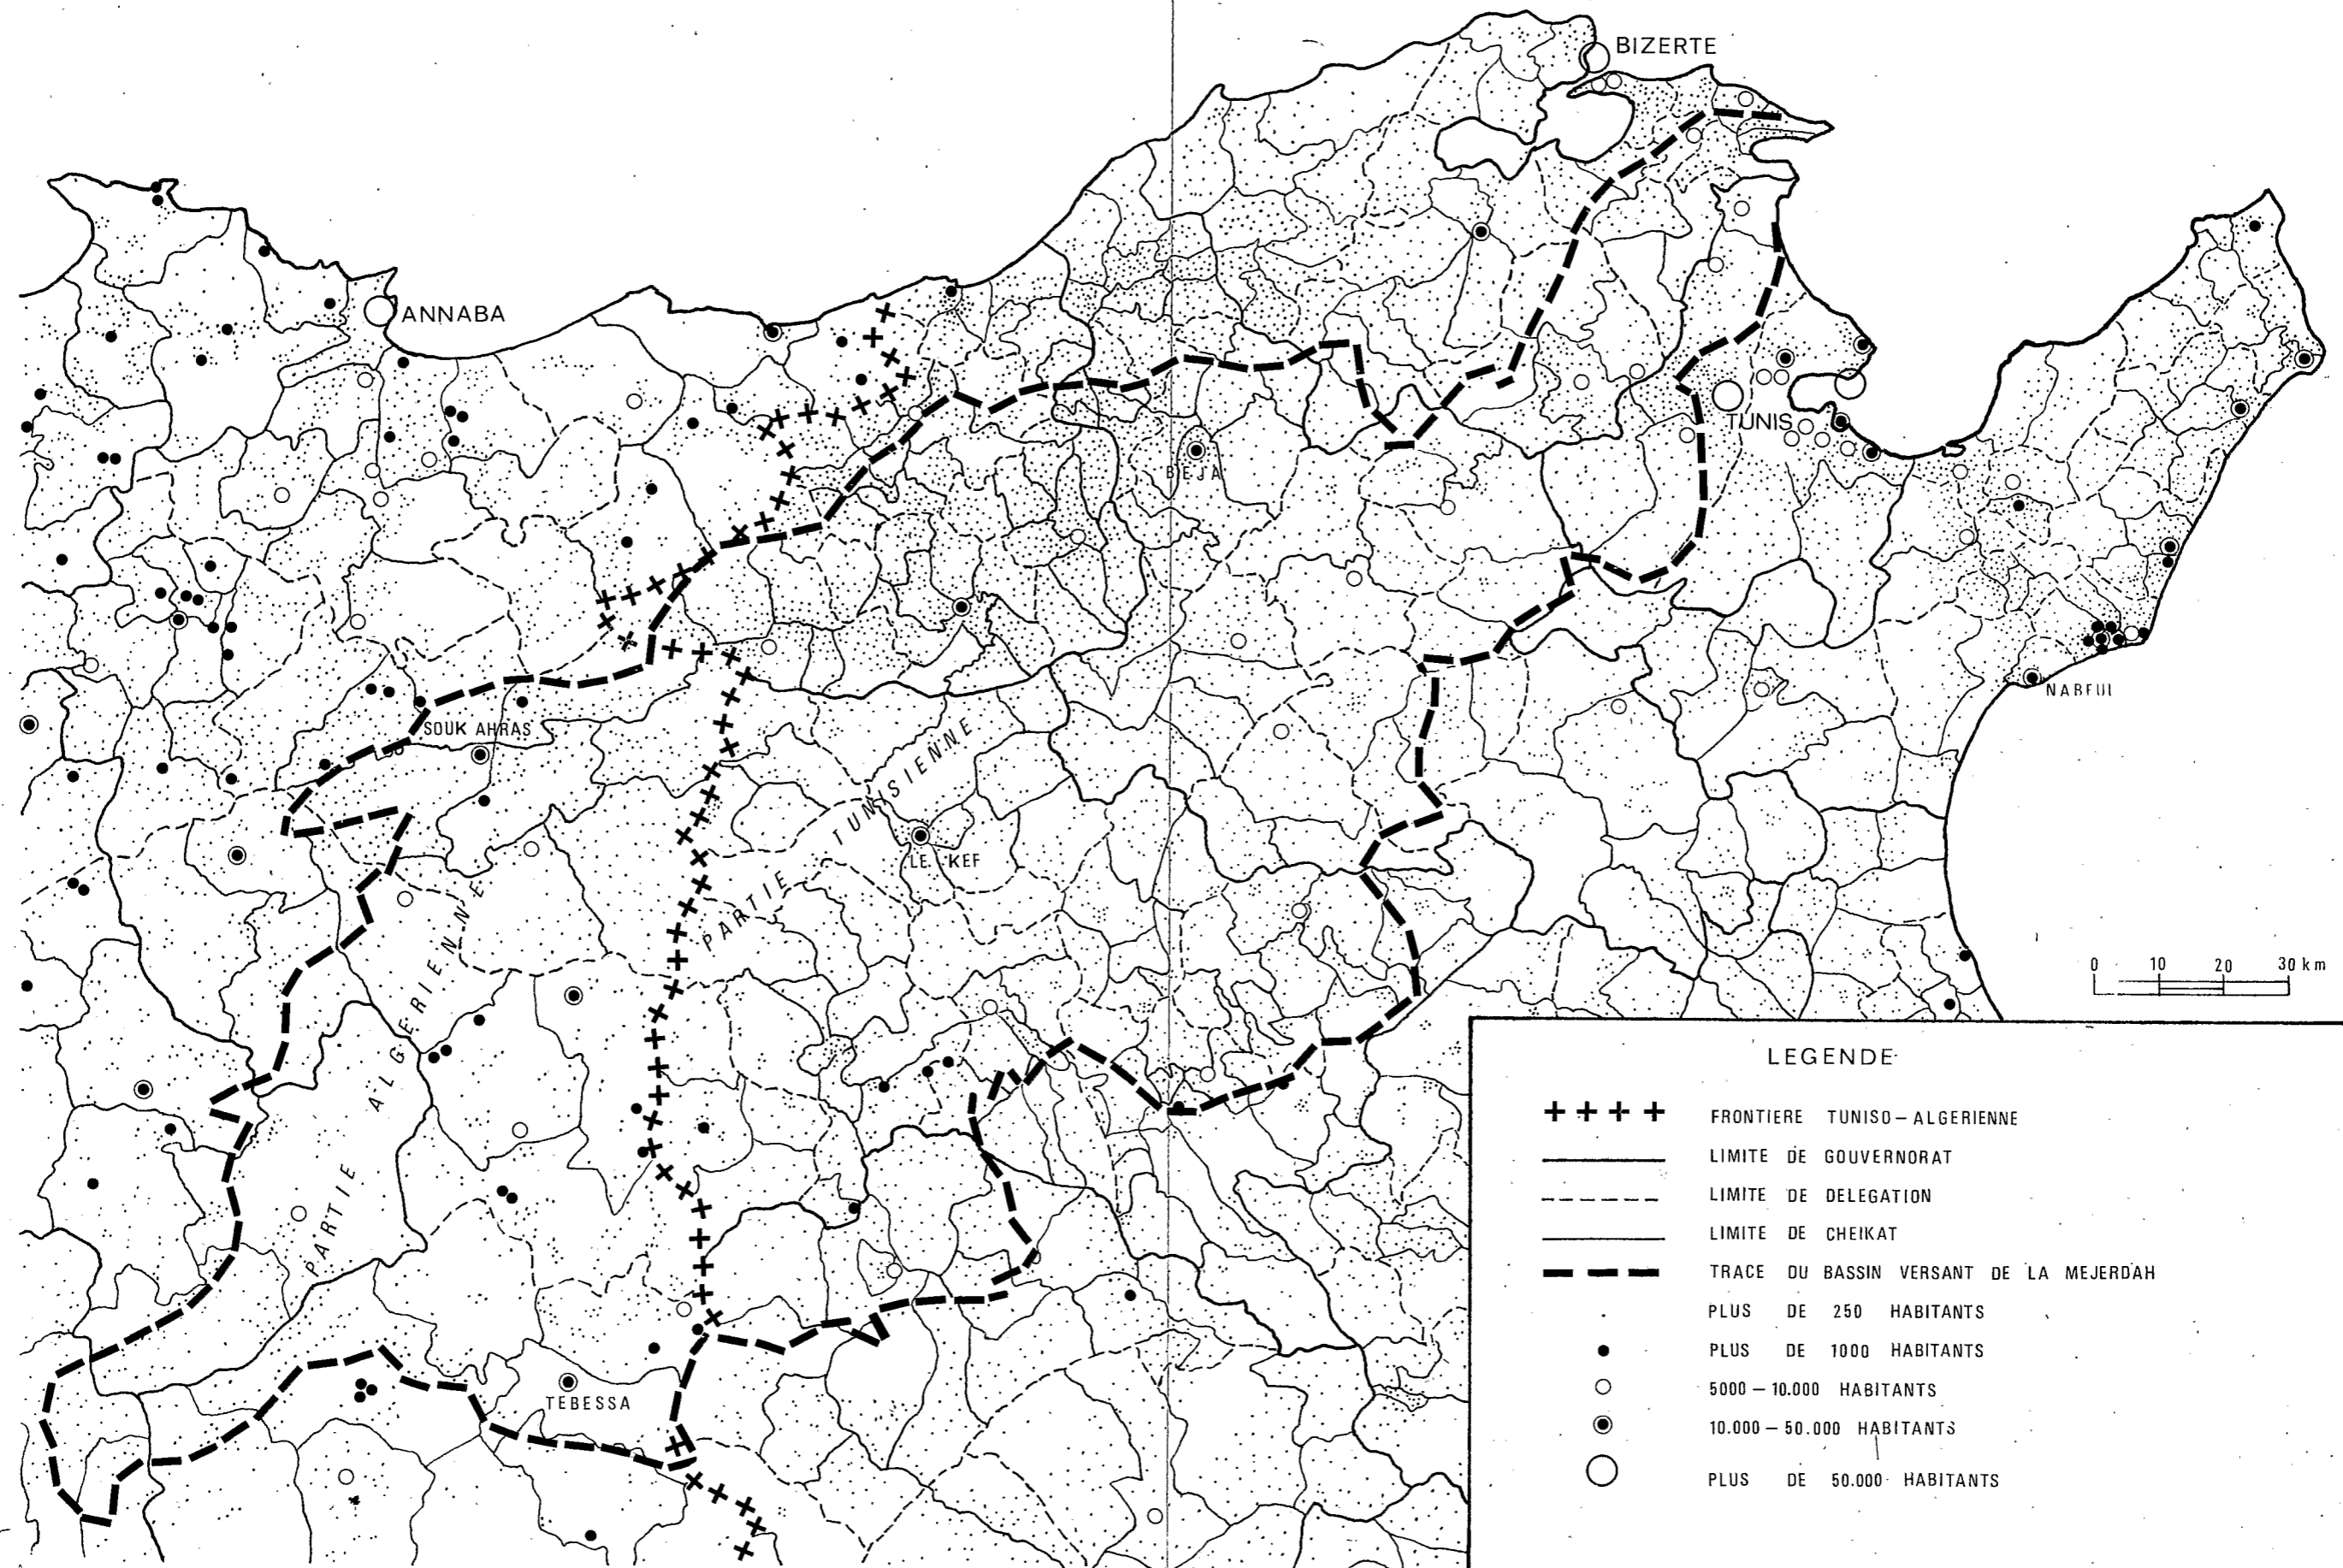 BIZERTE
ANNABA
TUNIS
BEJA
NABEUL
SOUK AHRAS
PARTIE TUNISIENNE
LE KEF
PARTIE ALGERIENNE
0 10 20 30 km
TEBESSA
LEGENDE
FRONTIERE TUNISO-ALGERIENNE
LIMITE DE GOUVERNORAT
LIMITE DE DELEGATION
LIMITE DE CHEIKAT
TRACE DU BASSIN VERSANT DE LA MEJERDAH
PLUS DE 250 HABITANTS
PLUS DE 1000 HABITANTS
5000 — 10.000 HABITANTS
10.000 — 50.000 HABITANTS
PLUS DE 50.000 HABITANTS